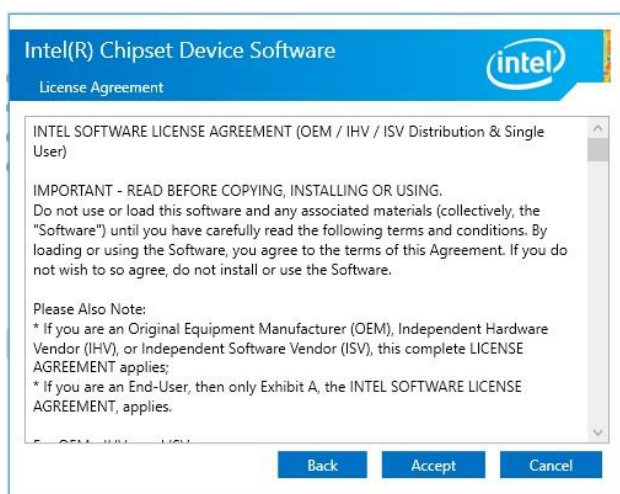 Intel(R) Chipset Device Software
intel
License Agreement
INTEL SOFTWARE LICENSE AGREEMENT (OEM / IHV / ISV Distribution & Single
User)
IMPORTANT - READ BEFORE COPYING, INSTALLING OR USING.
Do not use or load this software and any associated materials (collectively, the
"Software") until you have carefully read the following terms and conditions. By
loading or using the Software, you agree to the terms of this Agreement. If you do
not wish to so agree, do not install or use the Software.
Please Also Note:
* If you are an Original Equipment Manufacturer (OEM), Independent Hardware
Vendor (IHV), or Independent Software Vendor (ISV), this complete LICENSE
AGREEMENT applies;
* If you are an End-User, then only Exhibit A, the INTEL SOFTWARE LICENSE
AGREEMENT, applies.
Back Accept Cancel